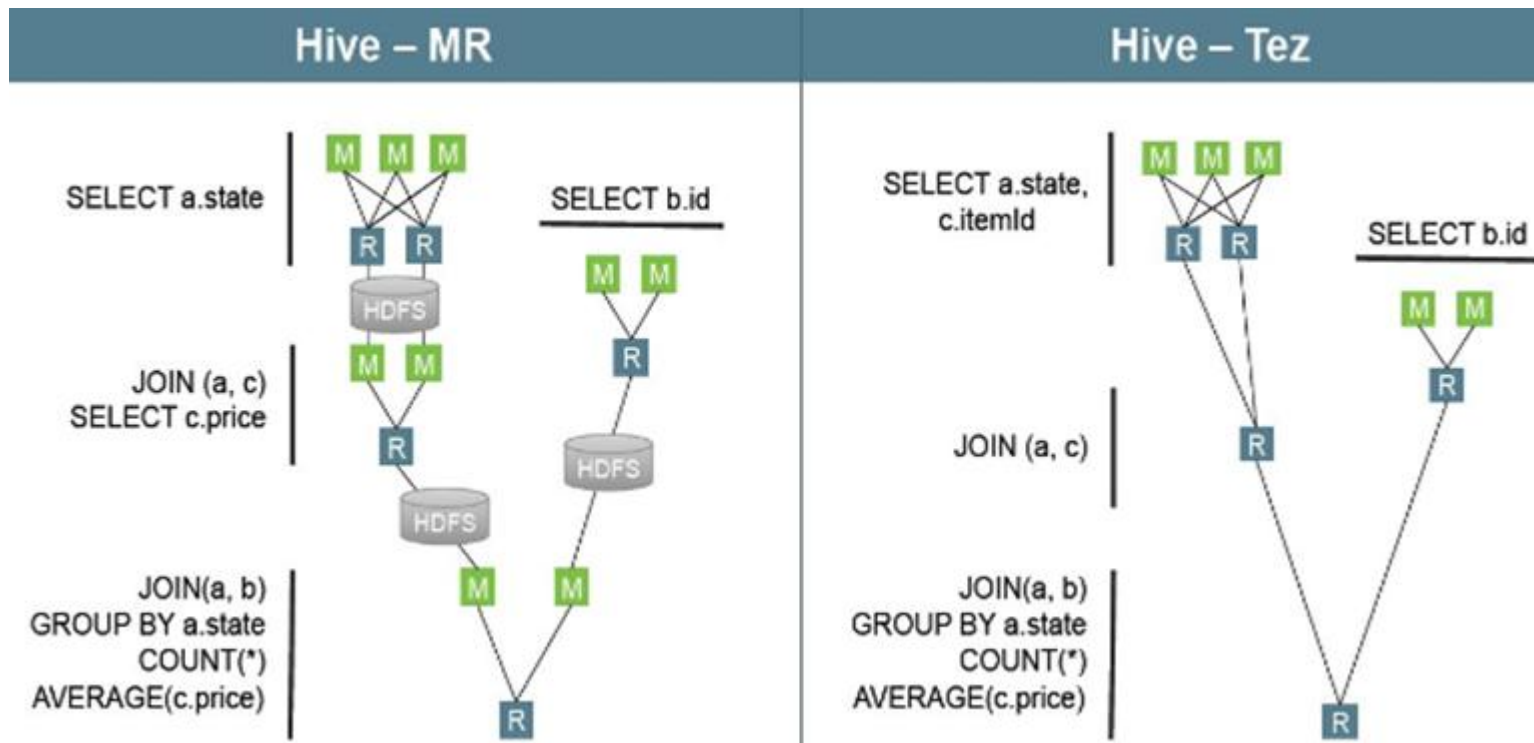 Hive – MR
M M M
SELECT a.state
SELECT b.id
R R
M M
HDFS
R
M M
JOIN (a, c)
SELECT c.price
R
HDFS
HDFS
M M
JOIN(a, b)
GROUP BY a.state
COUNT(*)
AVERAGE(c.price)
R
Hive – Tez
M M M
SELECT a.state,
c.itemId
R R
SELECT b.id
M M
R
JOIN (a, c)
R
JOIN(a, b)
GROUP BY a.state
COUNT(*)
AVERAGE(c.price)
R